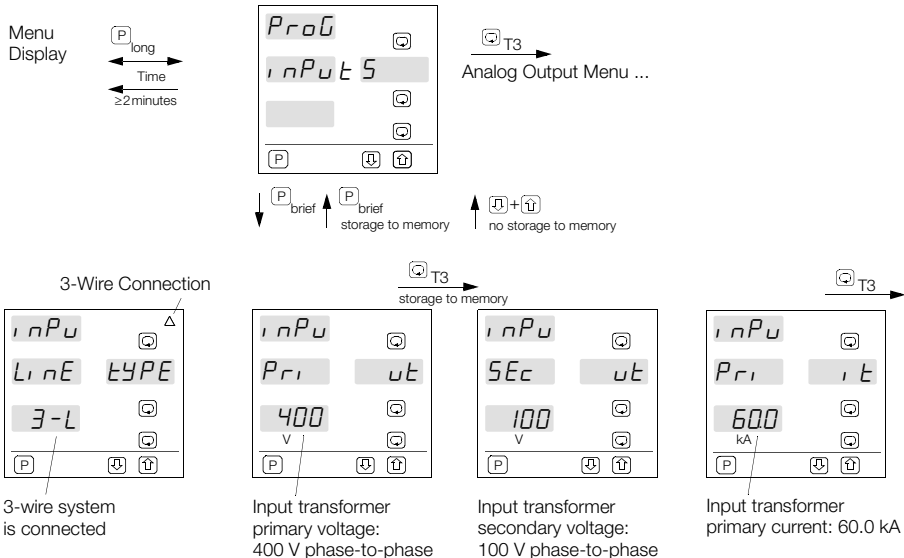 Menu
Display
P long
Time
≥2 minutes
ProG
inPutS
P
T3
Analog Output Menu ...
P brief
P brief
storage to memory
+
no storage to memory
3-Wire Connection
T3
storage to memory
T3
inPu
LinE tYPE
3-L
P
3-wire system
is connected
inPu
Pri ut
400
V
P
Input transformer
primary voltage:
400 V phase-to-phase
inPu
SEc ut
100
V
P
Input transformer
secondary voltage:
100 V phase-to-phase
inPu
Pri it
60.0
kA
P
Input transformer
primary current: 60.0 kA